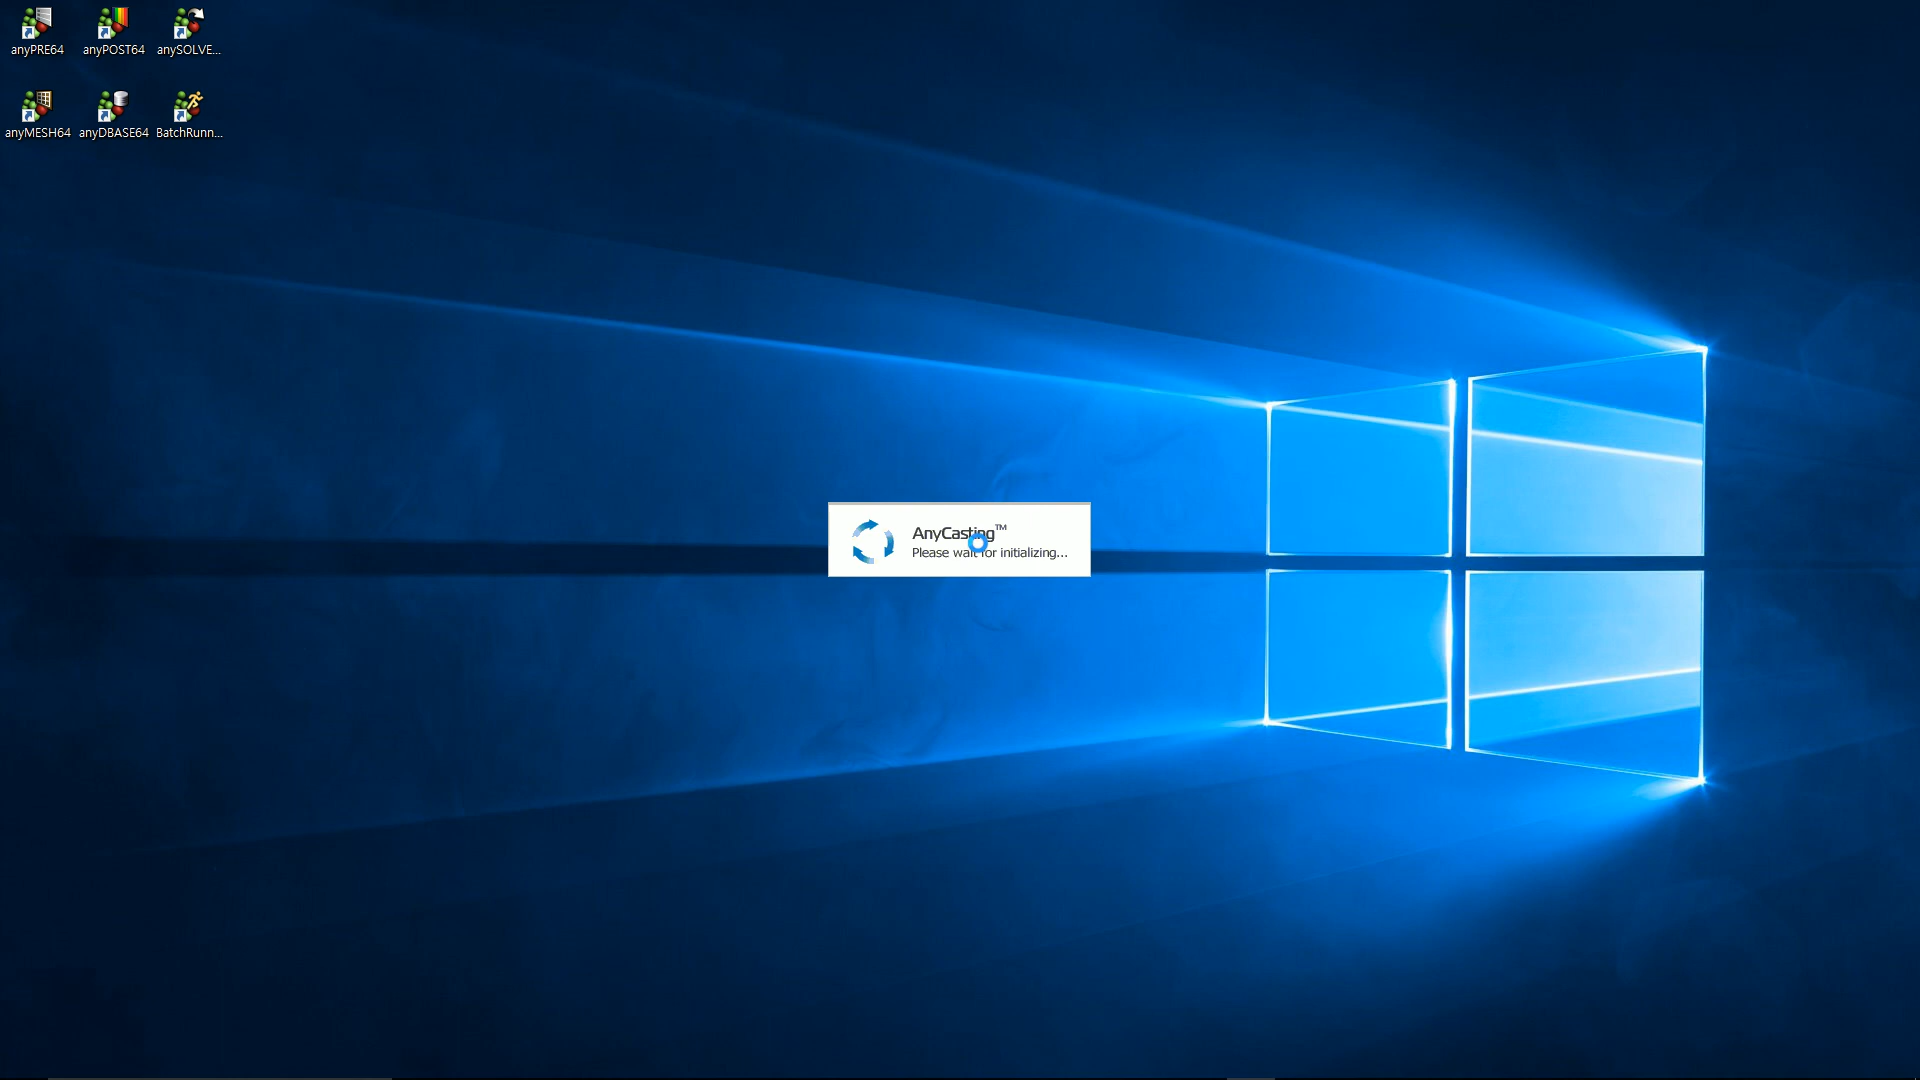 anyPRE64
anyPOST64
anySOLVE...
anyMESH64
anyDBASE64
BatchRunn...
AnyCasting™
Please wait for initializing...